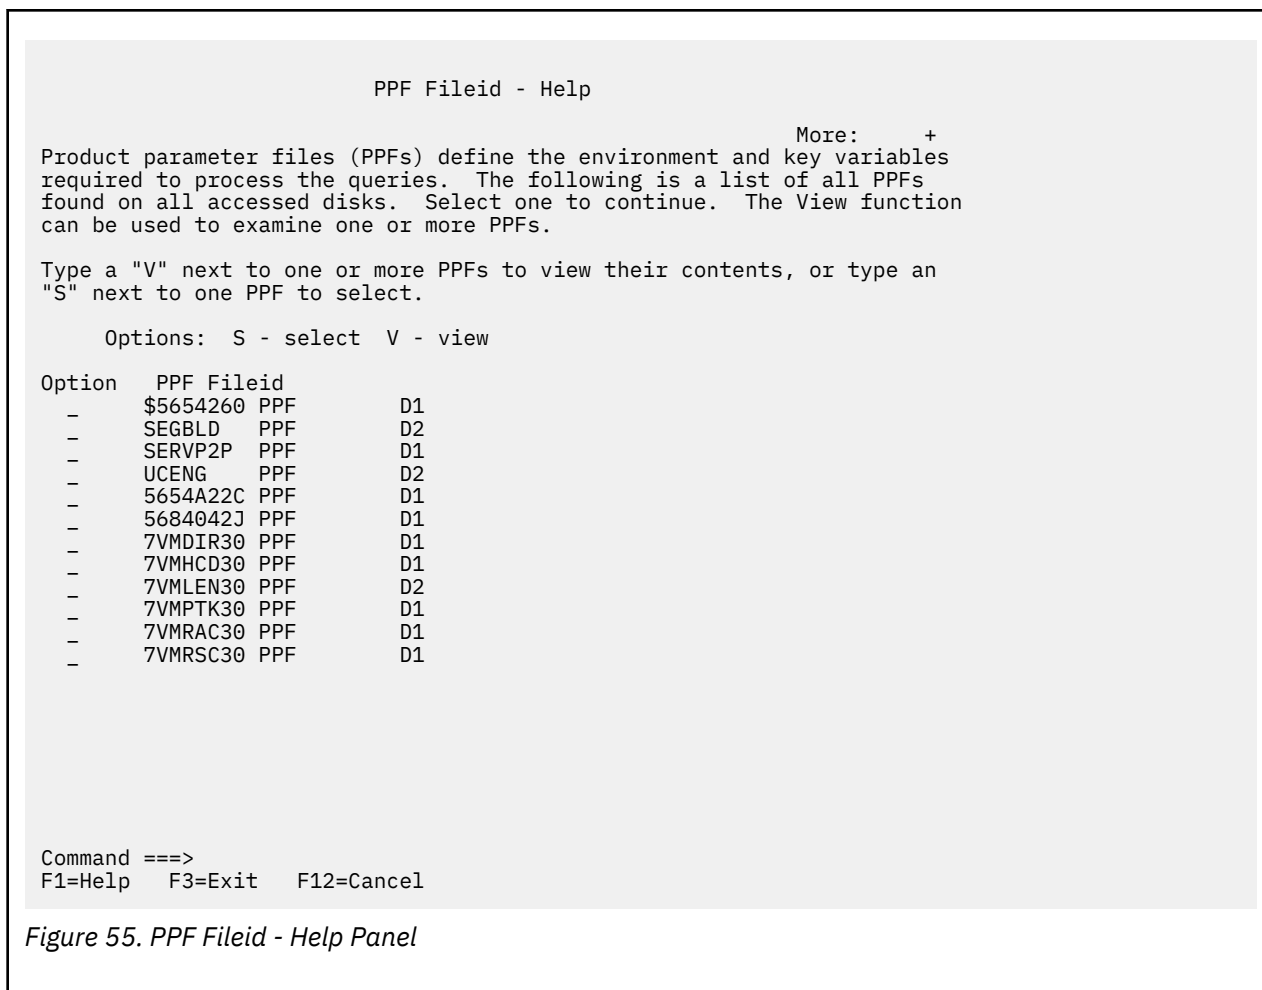 PPF Fileid - Help
More:     +
Product parameter files (PPFs) define the environment and key variables
required to process the queries.  The following is a list of all PPFs
found on all accessed disks.  Select one to continue.  The View function
can be used to examine one or more PPFs.
Type a "V" next to one or more PPFs to view their contents, or type an
"S" next to one PPF to select.
Options:  S - select  V - view
Option   PPF Fileid
_     $5654260 PPF        D1
_     SEGBLD   PPF        D2
_     SERVP2P  PPF        D1
_     UCENG    PPF        D2
_     5654A22C PPF        D1
_     5684042J PPF        D1
_     7VMDIR30 PPF        D1
_     7VMHCD30 PPF        D1
_     7VMLEN30 PPF        D2
_     7VMPTK30 PPF        D1
_     7VMRAC30 PPF        D1
_     7VMRSC30 PPF        D1
Command ===>
F1=Help   F3=Exit   F12=Cancel
Figure 55. PPF Fileid - Help Panel